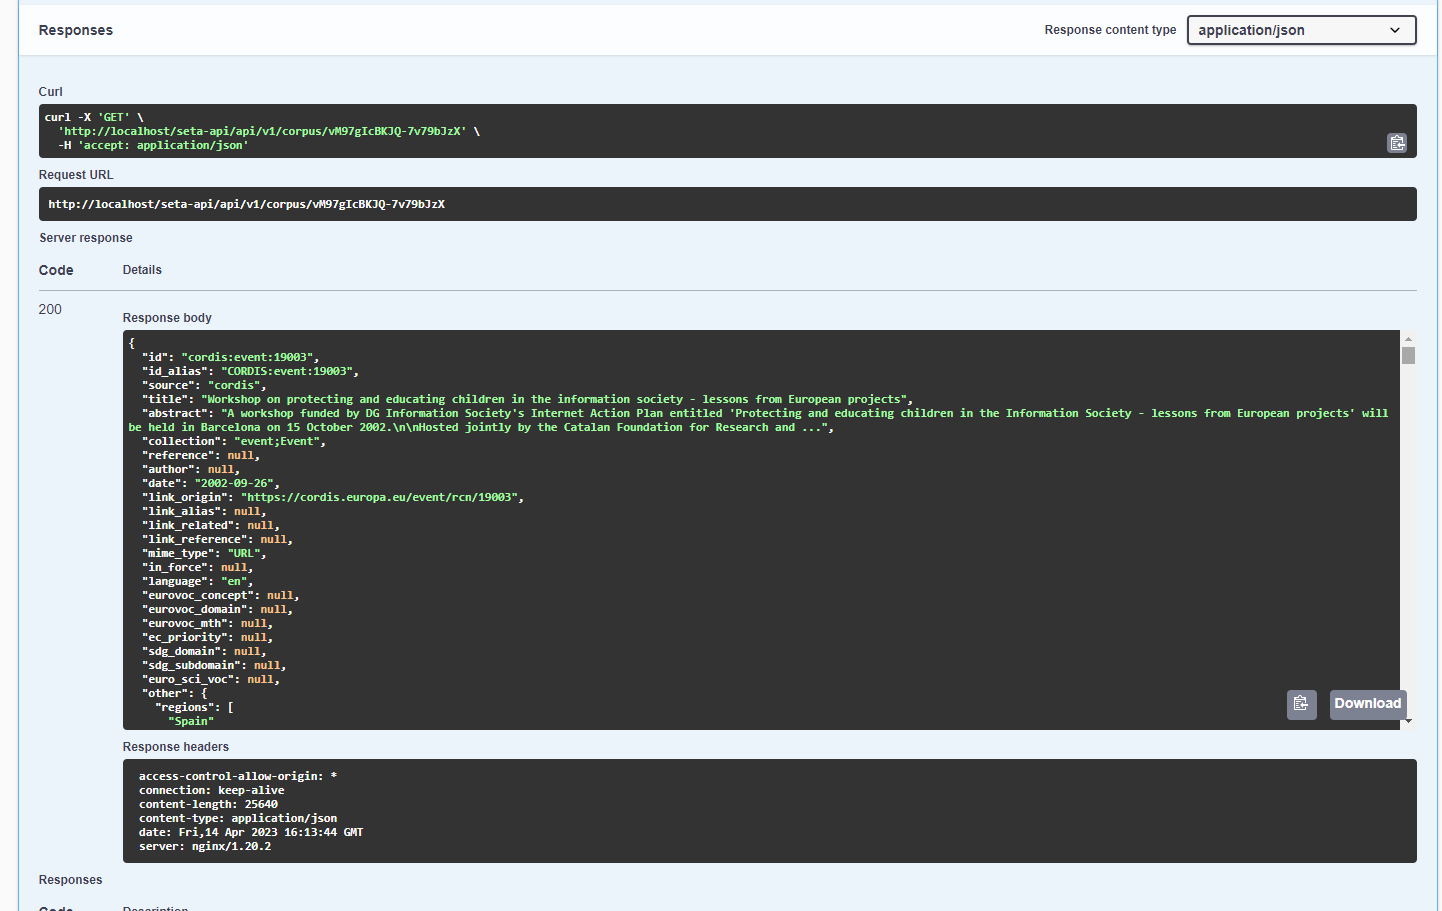 Responses
Response content type
application/json
Curl
curl -X 'GET' \
  'http://localhost/seta-api/api/v1/corpus/vM97gIcBKJQ-7v79bJzX' \
  -H 'accept: application/json'
Request URL
http://localhost/seta-api/api/v1/corpus/vM97gIcBKJQ-7v79bJzX
Server response
Code Details
200
Response body
{
  "id": "cordis:event:19003",
  "id_alias": "CORDIS:event:19003",
  "source": "cordis",
  "title": "Workshop on protecting and educating children in the information society - lessons from European projects",
  "abstract": "A workshop funded by DG Information Society's Internet Action Plan entitled 'Protecting and educating children in the Information Society - lessons from European projects' will
be held in Barcelona on 15 October 2002.\n\nHosted jointly by the Catalan Foundation for Research and ...",
  "collection": "event;Event",
  "reference": null,
  "author": null,
  "date": "2002-09-26",
  "link_origin": "https://cordis.europa.eu/event/rcn/19003",
  "link_alias": null,
  "link_related": null,
  "link_reference": null,
  "mime_type": "URL",
  "in_force": null,
  "language": "en",
  "eurovoc_concept": null,
  "eurovoc_domain": null,
  "eurovoc_mth": null,
  "ec_priority": null,
  "sdg_domain": null,
  "sdg_subdomain": null,
  "euro_sci_voc": null,
  "other": {
    "regions": [
      "Spain"
Download
Response headers
access-control-allow-origin: *
connection: keep-alive
content-length: 25640
content-type: application/json
date: Fri,14 Apr 2023 16:13:44 GMT
server: nginx/1.20.2
Responses
Code Description